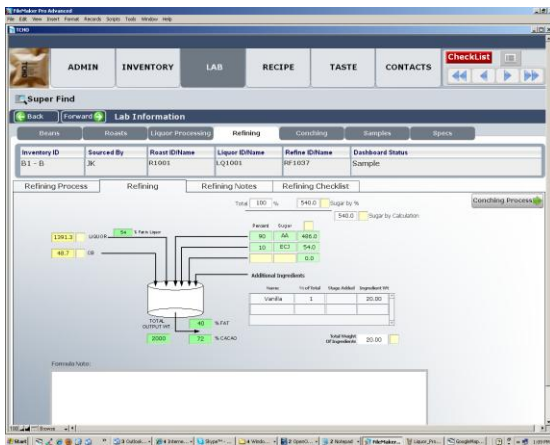 FileMaker Pro Advanced
File Edit View Insert Format Records Scripts Tools Window Help
TCHO
ADMIN INVENTORY LAB RECIPE TASTE CONTACTS
CheckList
Super Find
Back Forward Lab Information
Beans Roasts Liquor Processing Refining Conching Samples Specs
Inventory ID Sourced By Roast ID/Name Liquor ID/Name Refine ID/Name Dashboard Status
B1 - B JK R1001 LQ1001 RF1037 Sample
Refining Process Refining Refining Notes Refining Checklist
Conching Process
Total 100 % 540.0 Sugar by %
540.0 Sugar by Calculation
Percent Sugar
1391.3 LIQUOR 54 % Farm Liquor
90 AA 486.0
48.7 CB
10 ECJ 54.0
0.0
Additional Ingredients
Name % of Total Stage Added Ingredient Wt
Vanilla 1 20.00
TOTAL OUTPUT WT
2000
40 % FAT
72 % CACAO
Total Weight Of Ingredients 20.00
Formula Note:
100 Browse
Start